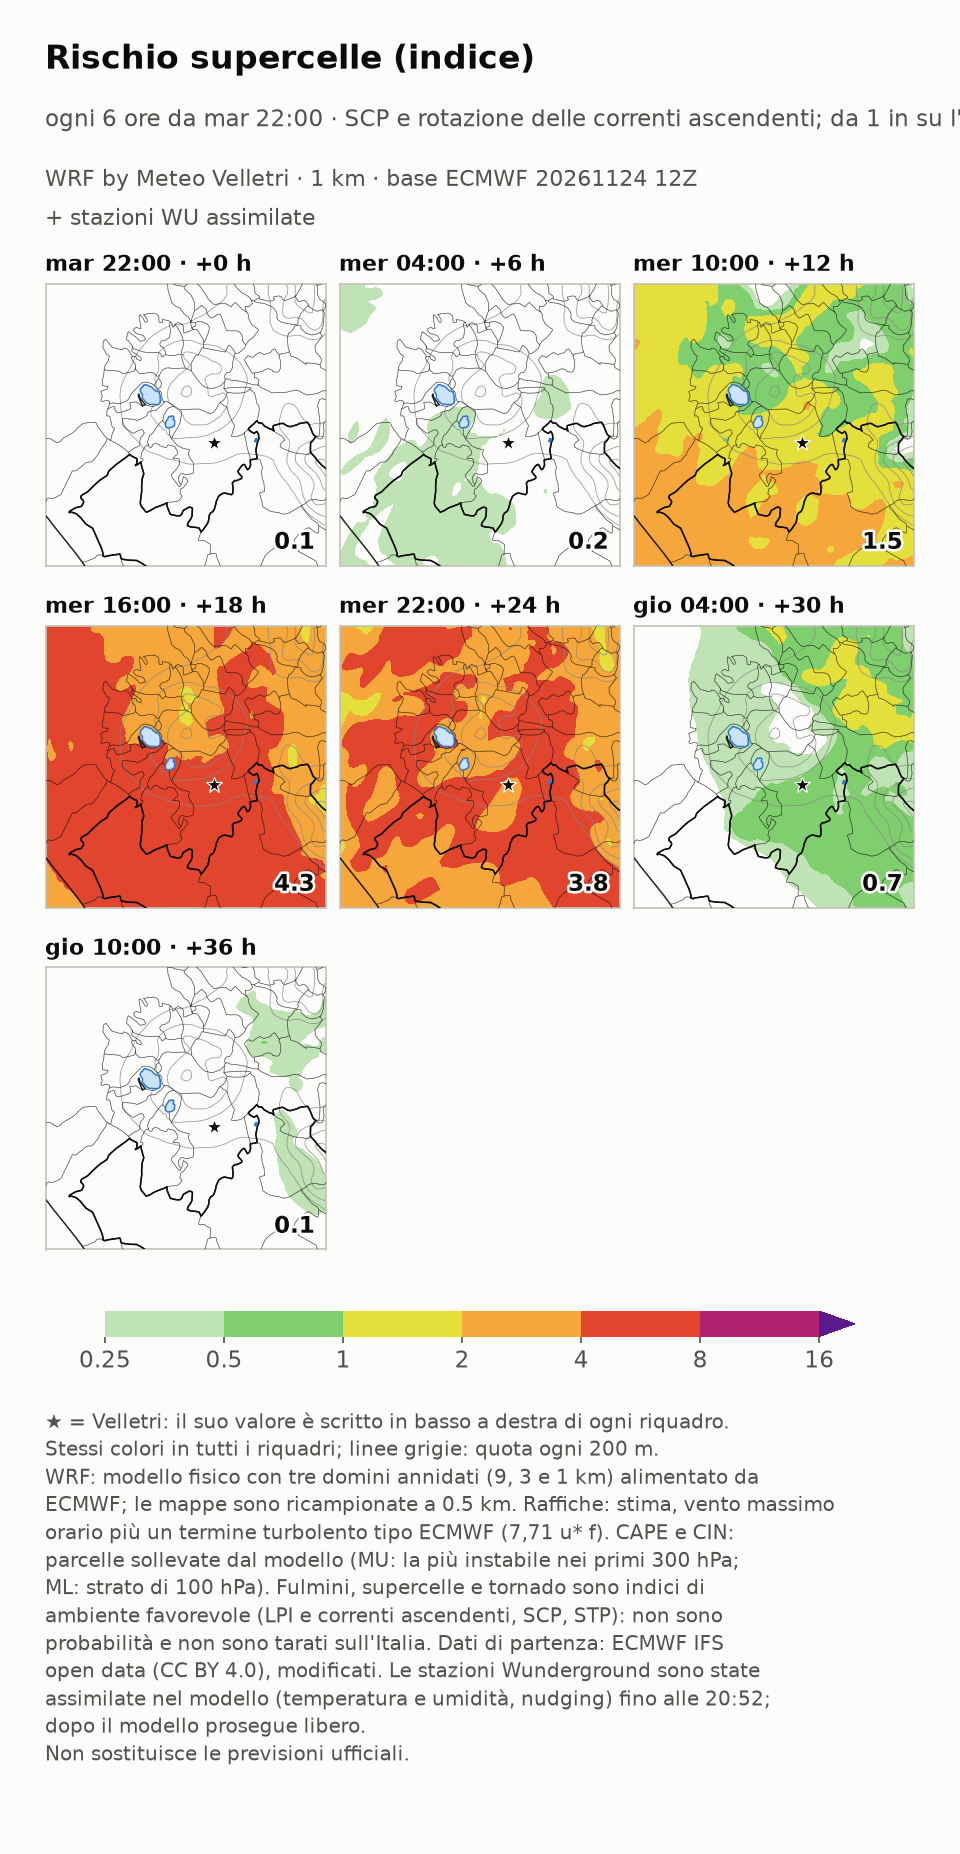 Rischio supercelle (indice)
ogni 6 ore da mar 22:00 · SCP e rotazione delle correnti ascendenti; da 1 in su l'
WRF by Meteo Velletri · 1 km · base ECMWF 20261124 12Z
+ stazioni WU assimilate
mar 22:00 · +0 h
mer 04:00 · +6 h
mer 10:00 · +12 h
0.1
0.2
1.5
mer 16:00 · +18 h
mer 22:00 · +24 h
gio 04:00 · +30 h
4.3
3.8
0.7
gio 10:00 · +36 h
0.1
0.25 0.5 1 2 4 8 16
★ = Velletri: il suo valore è scritto in basso a destra di ogni riquadro.
Stessi colori in tutti i riquadri; linee grigie: quota ogni 200 m.
WRF: modello fisico con tre domini annidati (9, 3 e 1 km) alimentato da
ECMWF; le mappe sono ricampionate a 0.5 km. Raffiche: stima, vento massimo
orario più un termine turbolento tipo ECMWF (7,71 u* f). CAPE e CIN:
parcelle sollevate dal modello (MU: la più instabile nei primi 300 hPa;
ML: strato di 100 hPa). Fulmini, supercelle e tornado sono indici di
ambiente favorevole (LPI e correnti ascendenti, SCP, STP): non sono
probabilità e non sono tarati sull'Italia. Dati di partenza: ECMWF IFS
open data (CC BY 4.0), modificati. Le stazioni Wunderground sono state
assimilate nel modello (temperatura e umidità, nudging) fino alle 20:52;
dopo il modello prosegue libero.
Non sostituisce le previsioni ufficiali.